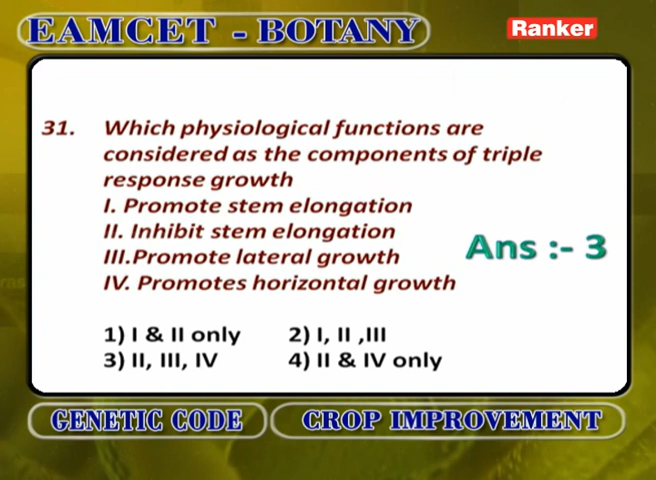 EAMCET - BOTANY
Ranker
31. Which physiological functions are
considered as the components of triple
response growth
I. Promote stem elongation
II. Inhibit stem elongation
III.Promote lateral growth
IV. Promotes horizontal growth
Ans :- 3
1) I & II only 2) I, II ,III
3) II, III, IV 4) II & IV only
GENETIC CODE CROP IMPROVEMENT